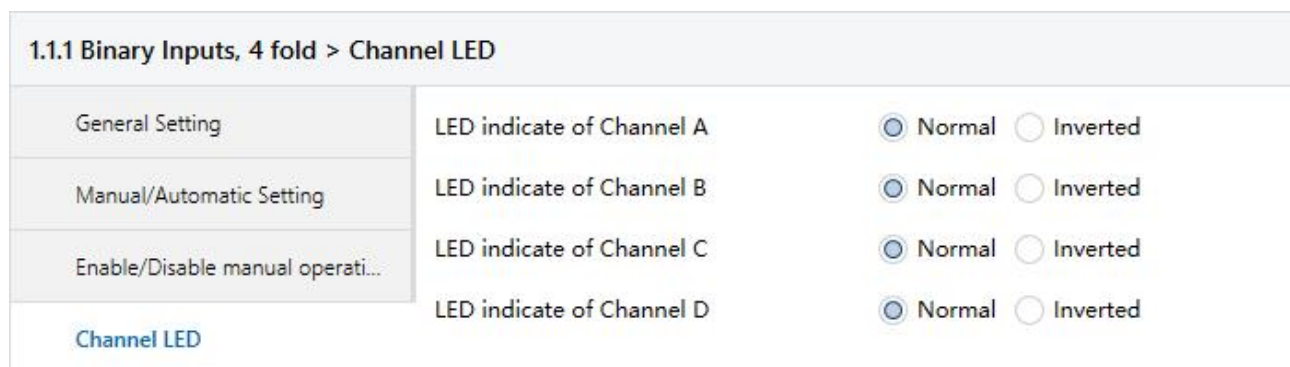 1.1.1 Binary Inputs, 4 fold > Channel LED
General Setting
Manual/Automatic Setting
Enable/Disable manual operati...
Channel LED
LED indicate of Channel A Normal Inverted
LED indicate of Channel B Normal Inverted
LED indicate of Channel C Normal Inverted
LED indicate of Channel D Normal Inverted